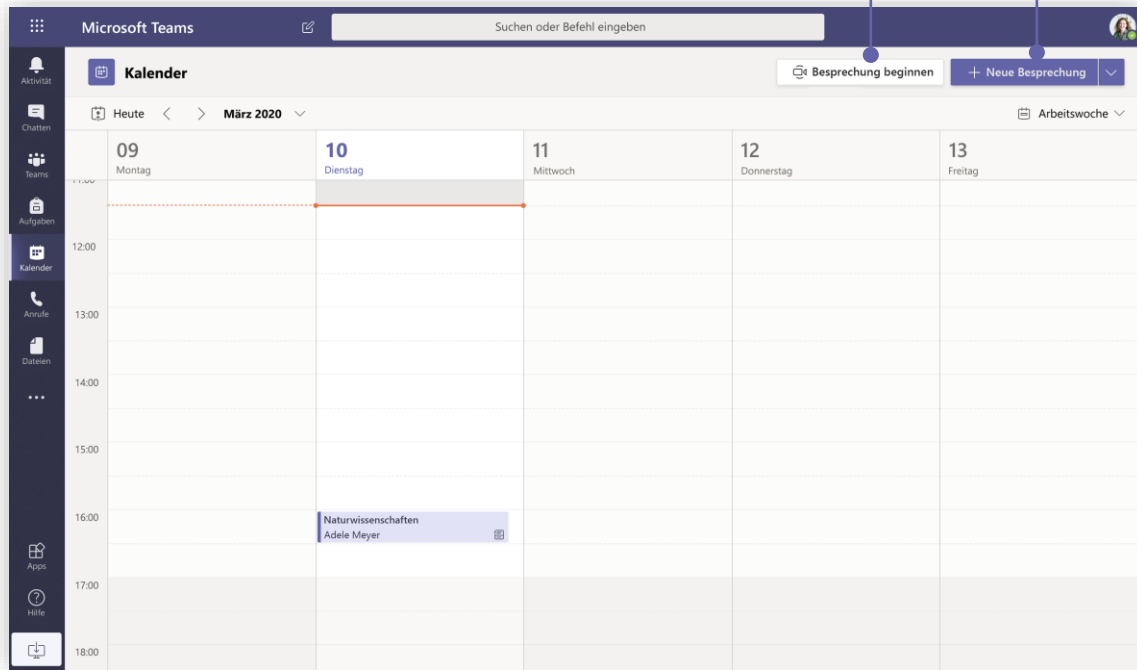 Microsoft Teams
Suchen oder Befehl eingeben
Aktivität
Chatten
Teams
Aufgaben
Kalender
Anrufe
Dateien
Apps
Hilfe
Kalender
Besprechung beginnen
Neue Besprechung
Heute
März 2020
Arbeitswoche
09
Montag
10
Dienstag
11
Mittwoch
12
Donnerstag
13
Freitag
11:00
12:00
13:00
14:00
15:00
16:00
Naturwissenschaften
Adele Meyer
17:00
18:00